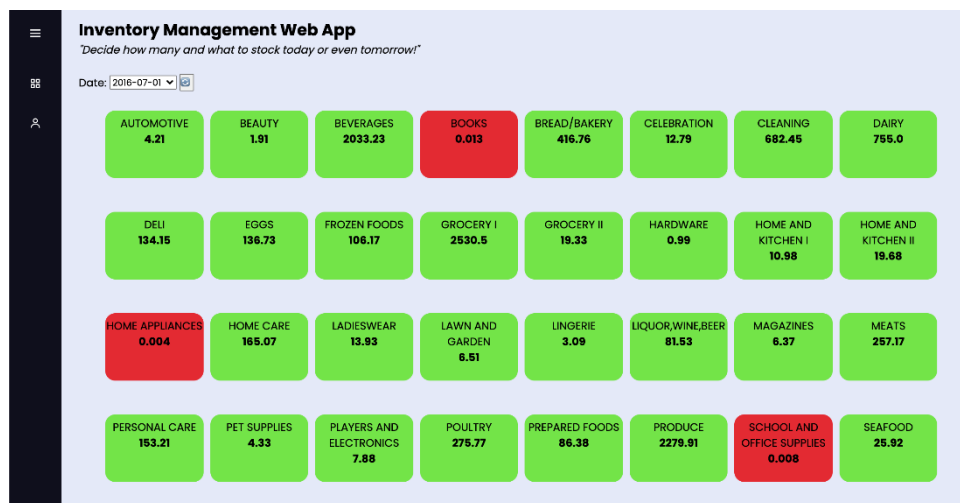 Inventory Management Web App
"Decide how many and what to stock today or even tomorrow!"
Date: 2016-07-01
AUTOMOTIVE
4.21
BEAUTY
1.91
BEVERAGES
2033.23
BOOKS
0.013
BREAD/BAKERY
416.76
CELEBRATION
12.79
CLEANING
682.45
DAIRY
755.0
DELI
134.15
EGGS
136.73
FROZEN FOODS
106.17
GROCERY I
2530.5
GROCERY II
19.33
HARDWARE
0.99
HOME AND
KITCHEN I
10.98
HOME AND
KITCHEN II
19.68
HOME APPLIANCES
0.004
HOME CARE
165.07
LADIESWEAR
13.93
LAWN AND
GARDEN
6.51
LINGERIE
3.09
LIQUOR,WINE,BEER
81.53
MAGAZINES
6.37
MEATS
257.17
PERSONAL CARE
153.21
PET SUPPLIES
4.33
PLAYERS AND
ELECTRONICS
7.88
POULTRY
275.77
PREPARED FOODS
86.38
PRODUCE
2279.91
SCHOOL AND
OFFICE SUPPLIES
0.008
SEAFOOD
25.92